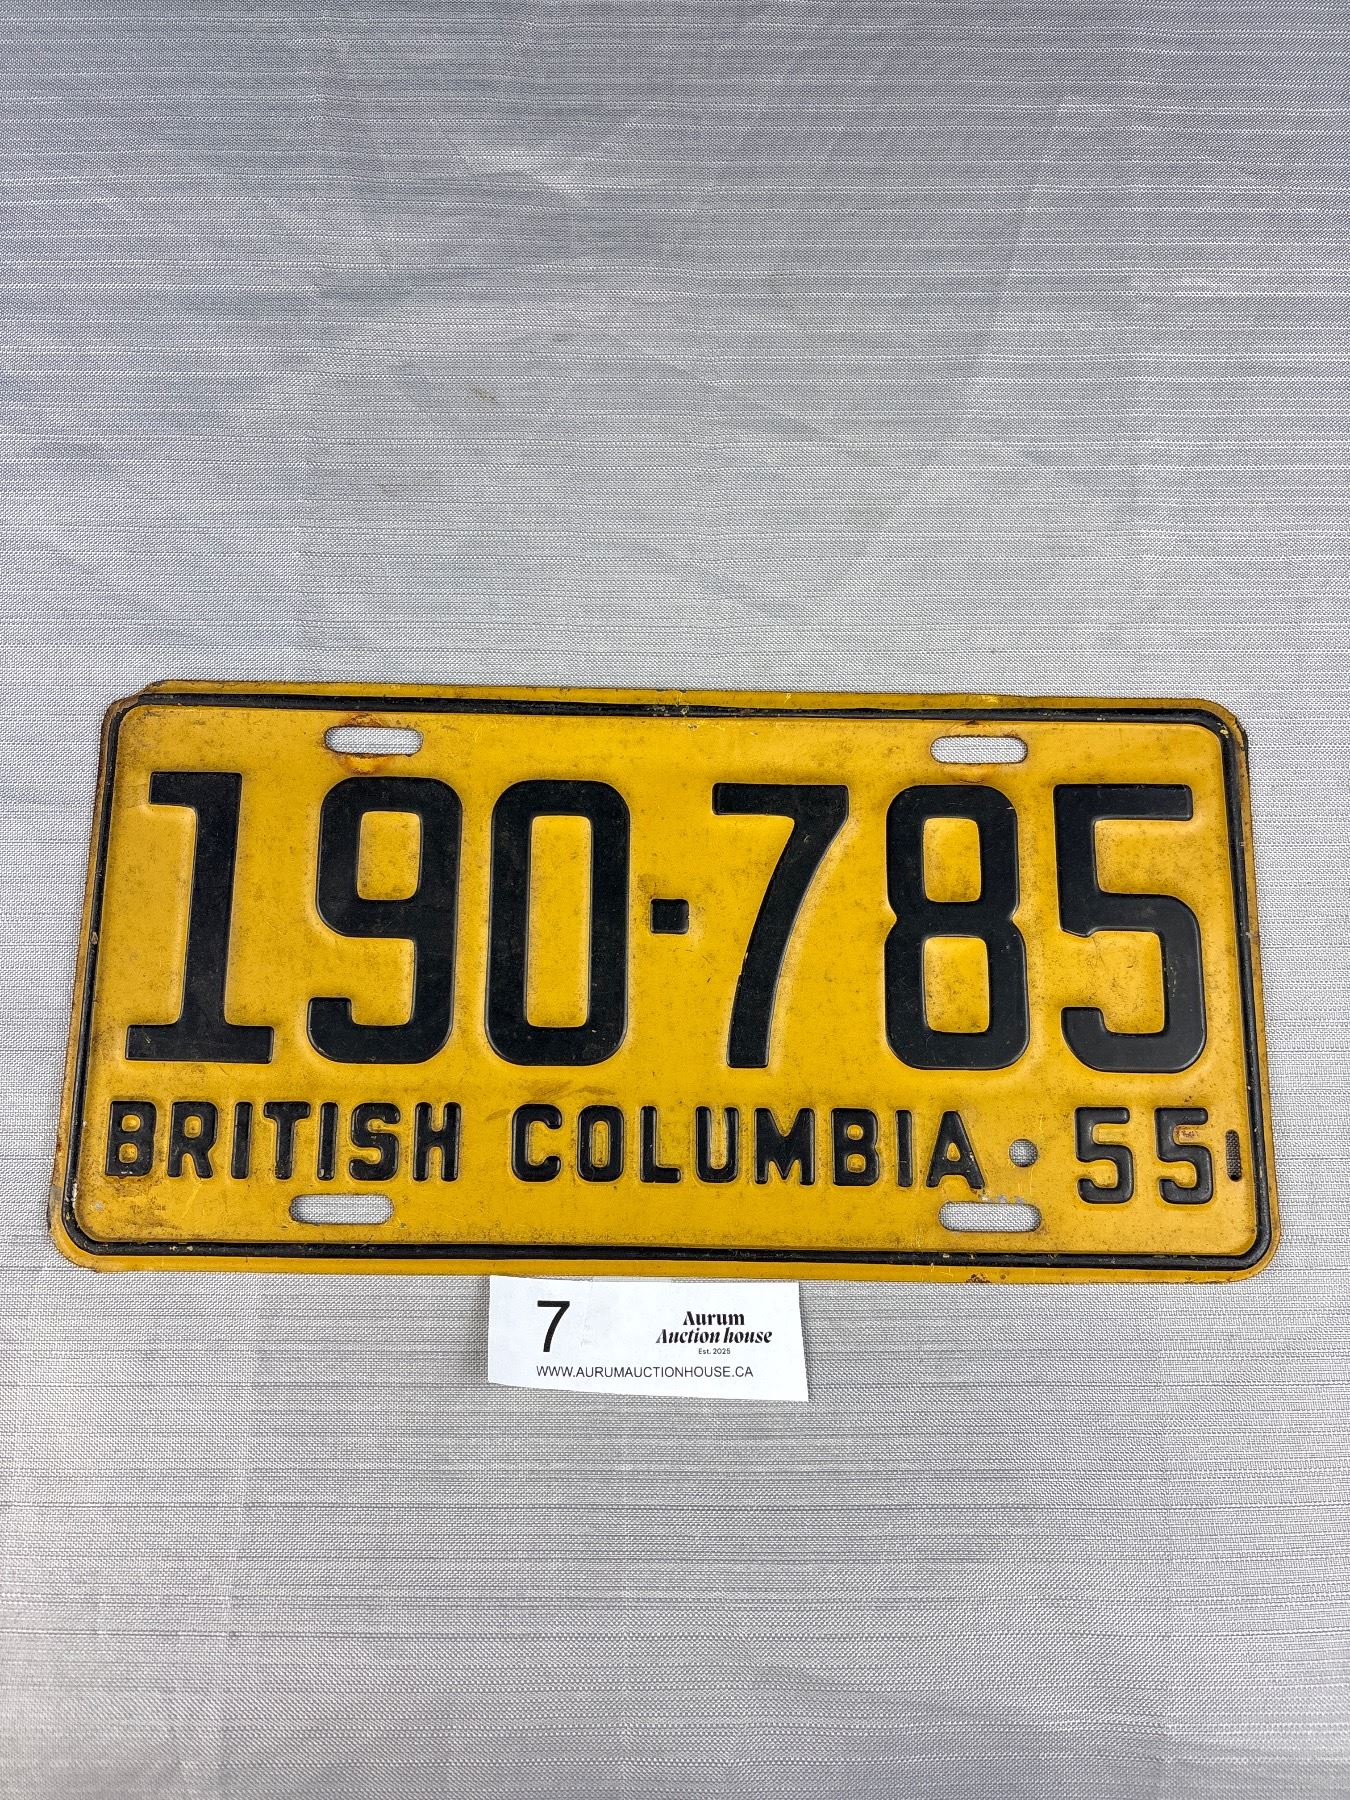 190-785
BRITISH COLUMBIA 55
7
Aurum
Auction house
Est. 2025
WWW.AURUMAUCTIONHOUSE.CA